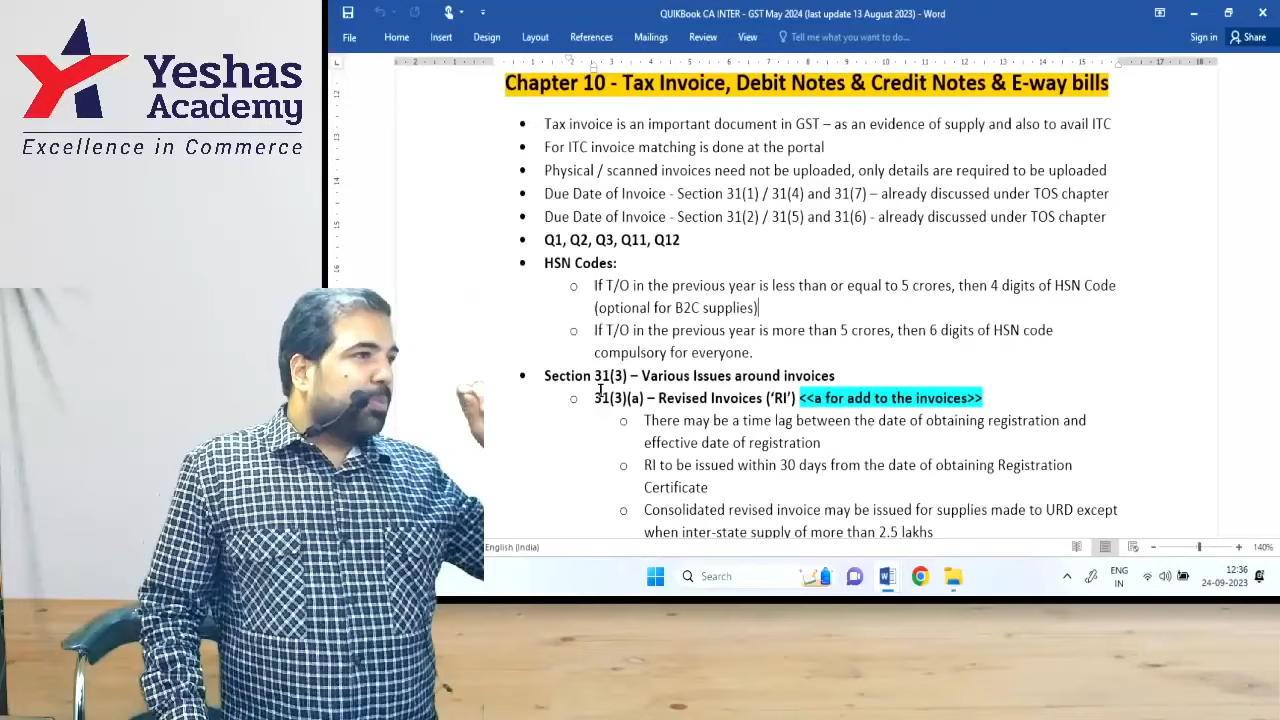 Yeshas
Academy
Excellence in Commerce
QUIKBook CA INTER - GST May 2024 (last update 13 August 2023) - Word
File Home Insert Design Layout References Mailings Review View Tell me what you want to do... Sign in Share
Chapter 10 - Tax Invoice, Debit Notes & Credit Notes & E-way bills
• Tax invoice is an important document in GST – as an evidence of supply and also to avail ITC
• For ITC invoice matching is done at the portal
• Physical / scanned invoices need not be uploaded, only details are required to be uploaded
• Due Date of Invoice - Section 31(1) / 31(4) and 31(7) – already discussed under TOS chapter
• Due Date of Invoice - Section 31(2) / 31(5) and 31(6) - already discussed under TOS chapter
• Q1, Q2, Q3, Q11, Q12
• HSN Codes:
o If T/O in the previous year is less than or equal to 5 crores, then 4 digits of HSN Code
(optional for B2C supplies)
o If T/O in the previous year is more than 5 crores, then 6 digits of HSN code
compulsory for everyone.
• Section 31(3) – Various Issues around invoices
o 31(3)(a) – Revised Invoices (‘RI’) <<a for add to the invoices>>
o There may be a time lag between the date of obtaining registration and
effective date of registration
o RI to be issued within 30 days from the date of obtaining Registration
Certificate
o Consolidated revised invoice may be issued for supplies made to URD except
when inter-state supply of more than 2.5 lakhs
English (India) 140%
Search
ENG
IN
12:36
24-09-2023